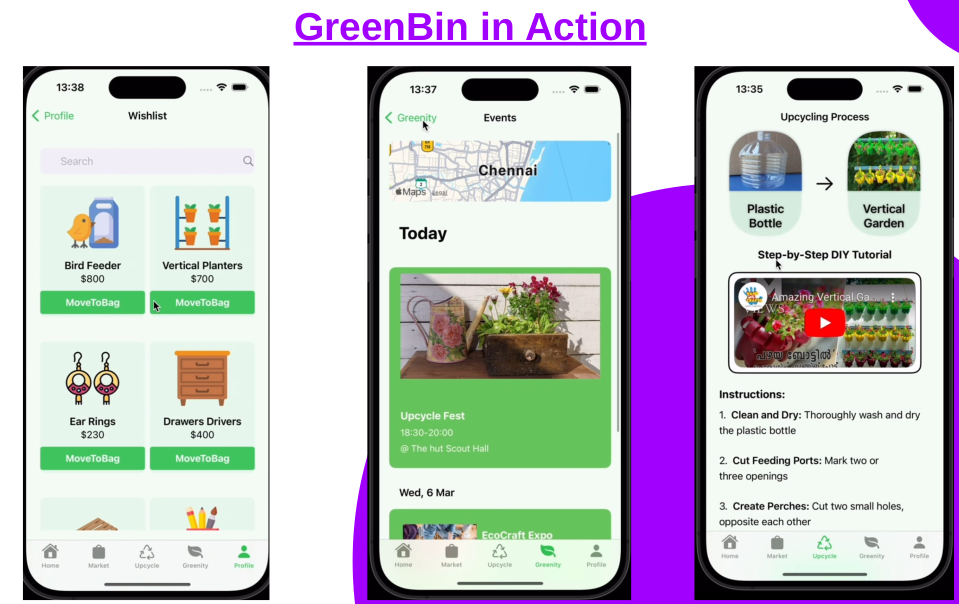 GreenBin in Action
13:38
Profile
Wishlist
Search
Bird Feeder
$800
MoveToBag
Vertical Planters
$700
MoveToBag
Ear Rings
$230
MoveToBag
Drawers Drivers
$400
MoveToBag
Home
Market
Upcycle
Greenity
Profile
13:37
Greenity
Events
Chennai
Maps
Legal
Today
Upcycle Fest
18:30-20:00
@ The hut Scout Hall
Wed, 6 Mar
EcoCraft Expo
Home
Market
Upcycle
Greenity
Profile
13:35
Upcycling Process
Plastic
Bottle
→
Vertical
Garden
Step-by-Step DIY Tutorial
Amazing Vertical Ga...
NEWS
പഴയ ബോട്ടിൽ
Instructions:
1. Clean and Dry: Thoroughly wash and dry
the plastic bottle
2. Cut Feeding Ports: Mark two or
three openings
3. Create Perches: Cut two small holes,
opposite each other
Home
Market
Upcycle
Greenity
Profile